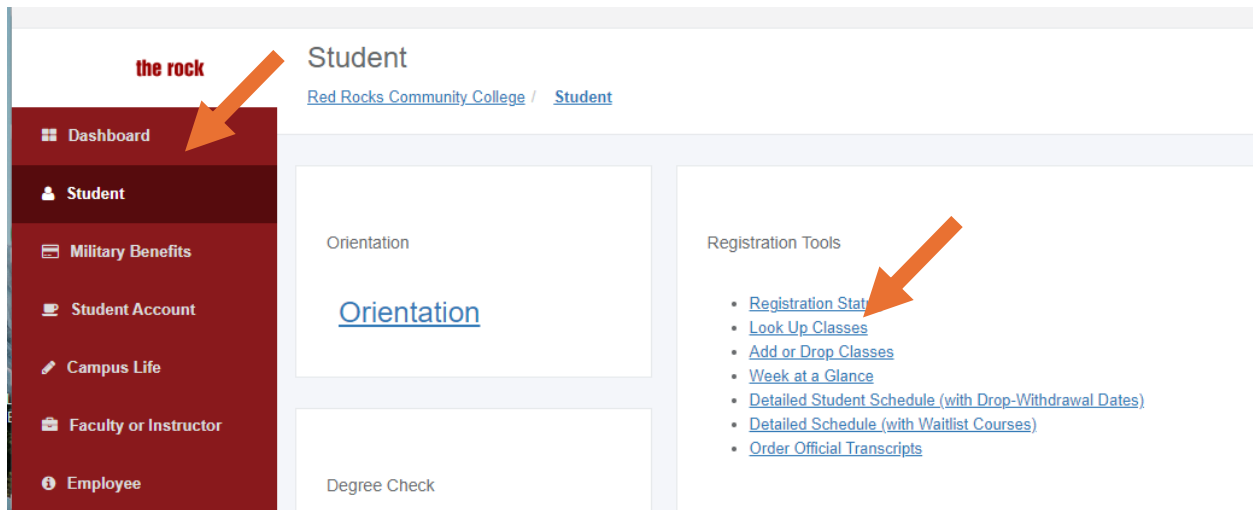 the rock
Student
Red Rocks Community College / Student
Dashboard
Student
Military Benefits
Student Account
Campus Life
Faculty or Instructor
Employee
Orientation
Orientation
Degree Check
Registration Tools
Registration
Look Up Classes
Add or Drop Classes
Week at a Glance
Detailed Student Schedule (with Drop-Withdrawal Dates)
Detailed Schedule (with Waitlist Courses)
Order Official Transcripts